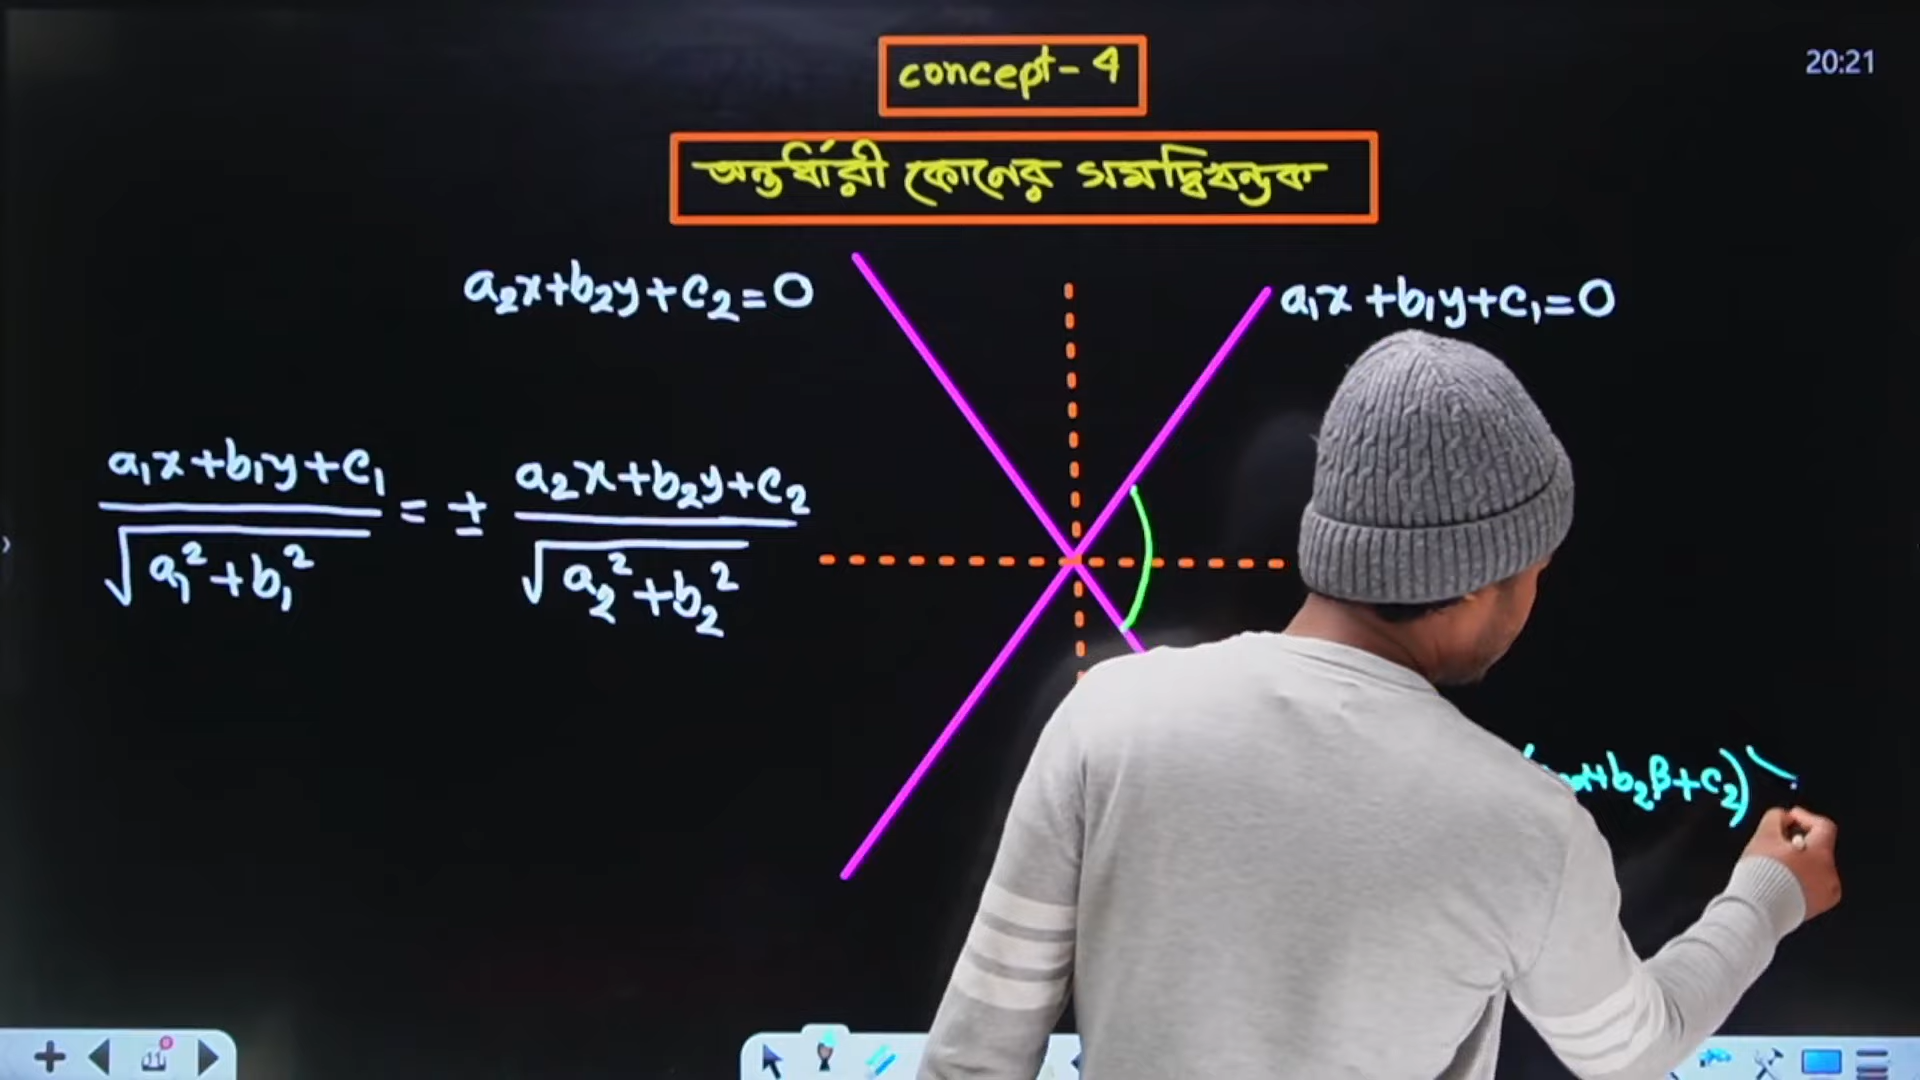 20:21
concept-4
অন্তর্ধারী কোনের সমদ্বিখন্ডক
a₂x+b₂y+c₂=0
a₁x+b₁y+c₁=0
a₁x+b₁y+c₁ / √a₁²+b₁² = ± a₂x+b₂y+c₂ / √a₂²+b₂²
α+b₂β+c₂)